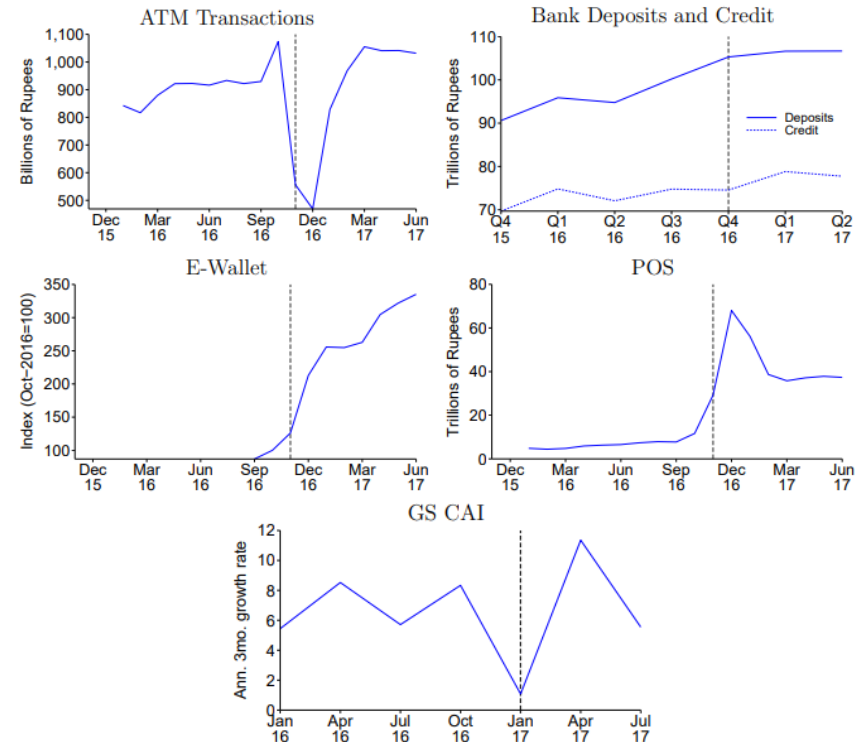 ATM Transactions
Billions of Rupees
1,100
1,000
900
800
700
600
500
Dec 15
Mar 16
Jun 16
Sep 16
Dec 16
Mar 17
Jun 17
Bank Deposits and Credit
Trillions of Rupees
110
100
90
80
70
Deposits
Credit
Q4 15
Q1 16
Q2 16
Q3 16
Q4 16
Q1 17
Q2 17
E-Wallet
Index (Oct−2016=100)
350
300
250
200
150
100
Dec 15
Mar 16
Jun 16
Sep 16
Dec 16
Mar 17
Jun 17
POS
Trillions of Rupees
80
60
40
20
0
Dec 15
Mar 16
Jun 16
Sep 16
Dec 16
Mar 17
Jun 17
GS CAI
Ann. 3mo. growth rate
12
10
8
6
4
2
0
Jan 16
Apr 16
Jul 16
Oct 16
Jan 17
Apr 17
Jul 17